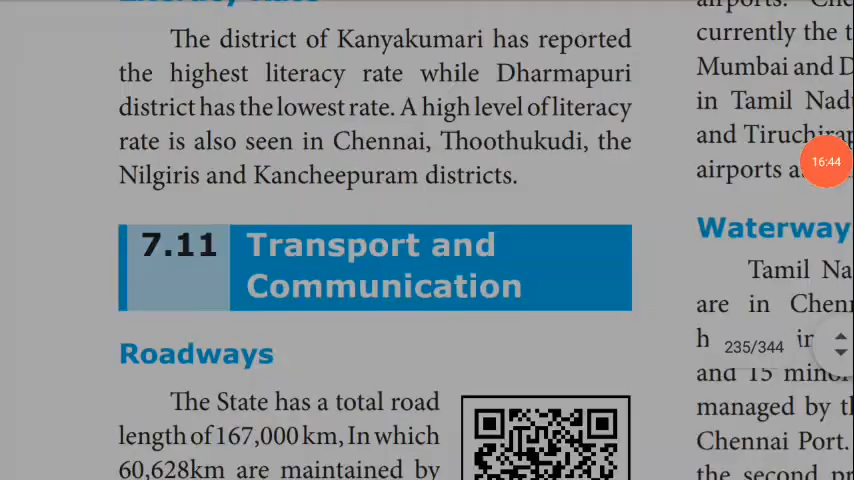 The district of Kanyakumari has reported
the highest literacy rate while Dharmapuri
district has the lowest rate. A high level of literacy
rate is also seen in Chennai, Thoothukudi, the
Nilgiris and Kancheepuram districts.
7.11 Transport and
Communication
Roadways
The State has a total road
length of 167,000 km, In which
60,628km are maintained by
currently the t
Mumbai and D
in Tamil Nad
and Tiruchirap
airports a
16:44
Waterway
Tamil Na
are in Chenn
h
235/344
in
and 15 mino
managed by th
Chennai Port.
the second pr